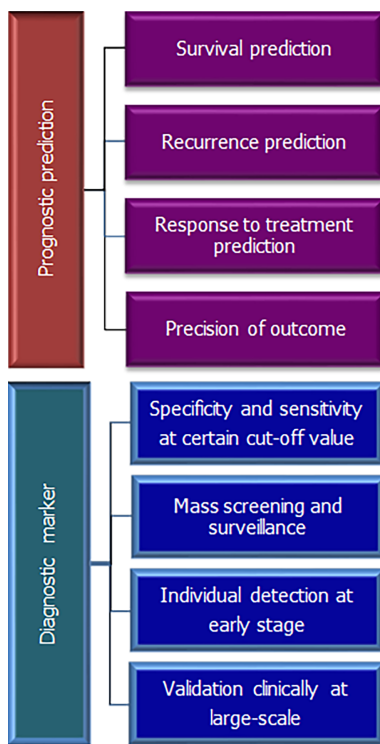 Prognostic prediction
Survival prediction
Recurrence prediction
Response to treatment
prediction
Precision of outcome
Diagnostic marker
Specificity and sensitivity
at certain cut-off value
Mass screening and
surveillance
Individual detection at
early stage
Validation clinically at
large-scale